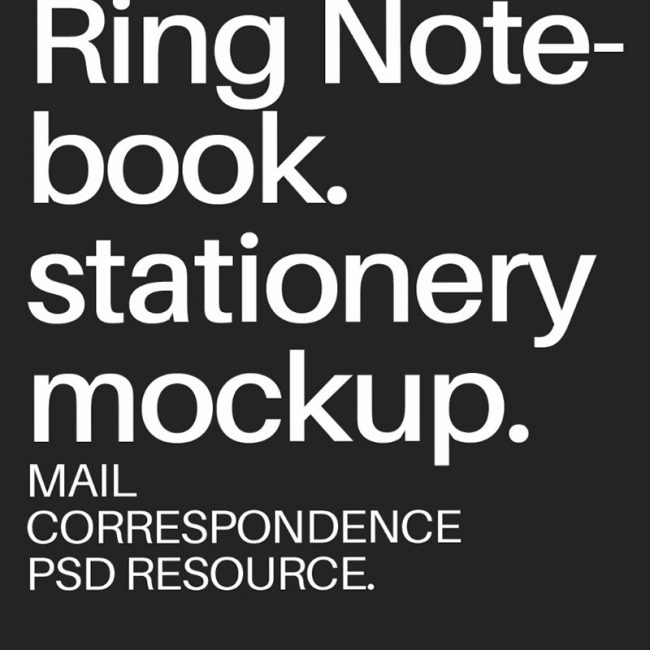 Ring Note-
book.
stationery
mockup.
MAIL
CORRESPONDENCE
PSD RESOURCE.